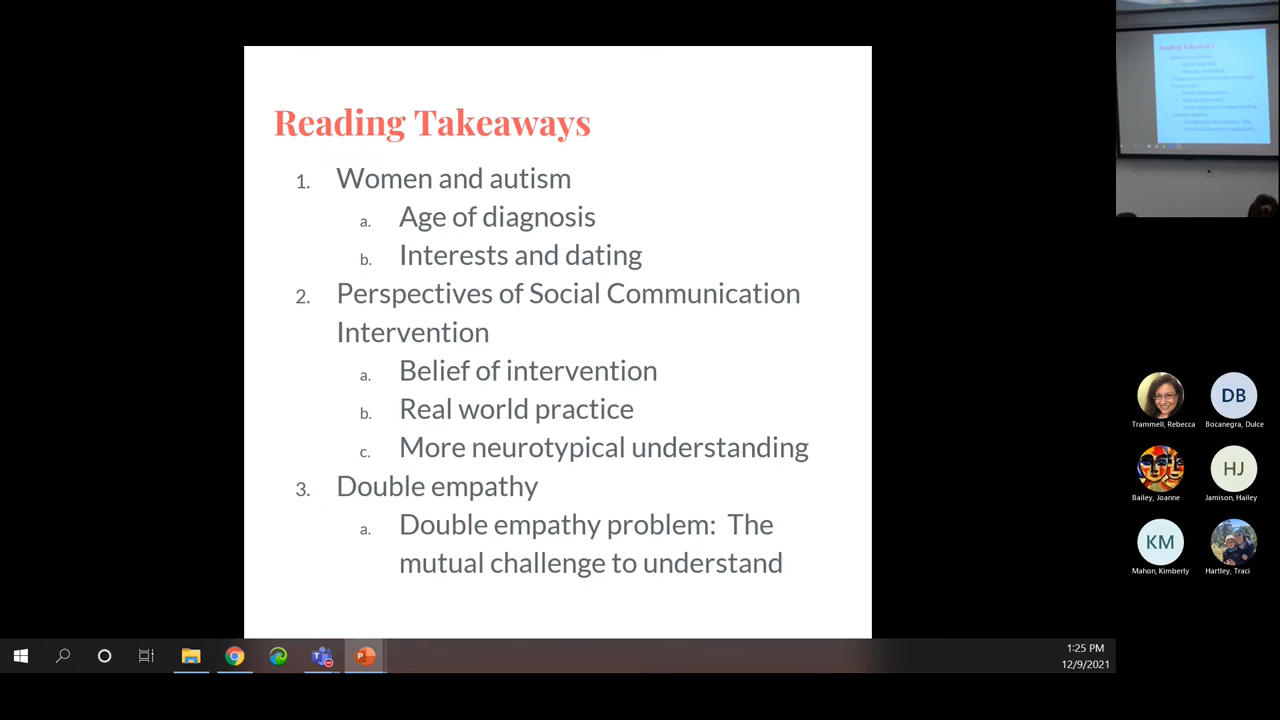 Reading Takeaways
1. Women and autism
a. Age of diagnosis
b. Interests and dating
2. Perspectives of Social Communication
Intervention
a. Belief of intervention
b. Real world practice
c. More neurotypical understanding
3. Double empathy
a. Double empathy problem: The
mutual challenge to understand
Reading Takeaways
DB
Trammell, Rebecca
Bocanegra, Dulce
HJ
Bailey, Joanne
Jamison, Hailey
KM
Mahon, Kimberly
Hartley, Traci
1:25 PM
12/9/2021